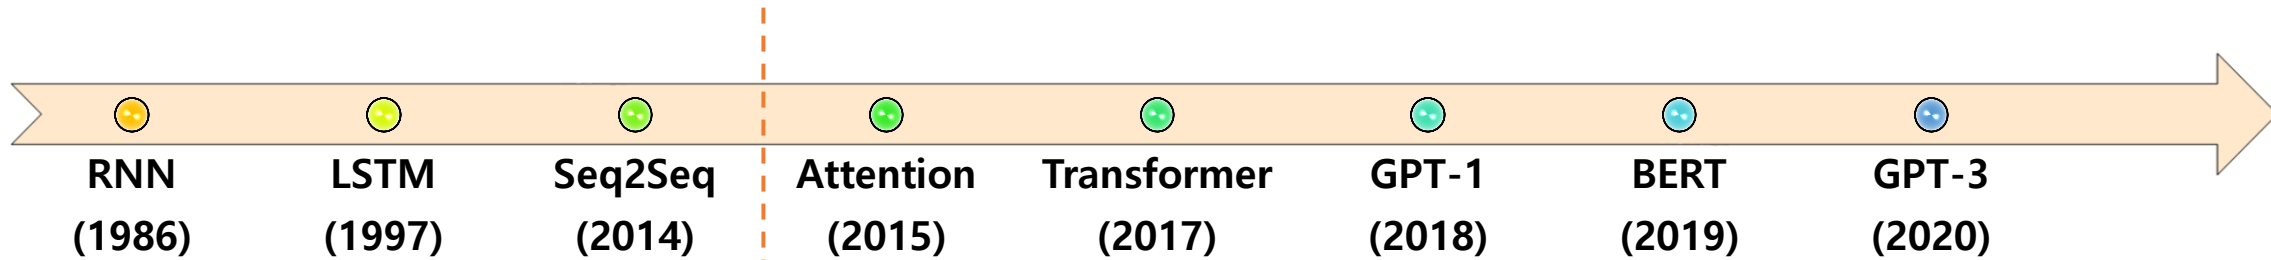 RNN LSTM Seq2Seq Attention Transformer GPT-1 BERT GPT-3
(1986) (1997) (2014) (2015) (2017) (2018) (2019) (2020)